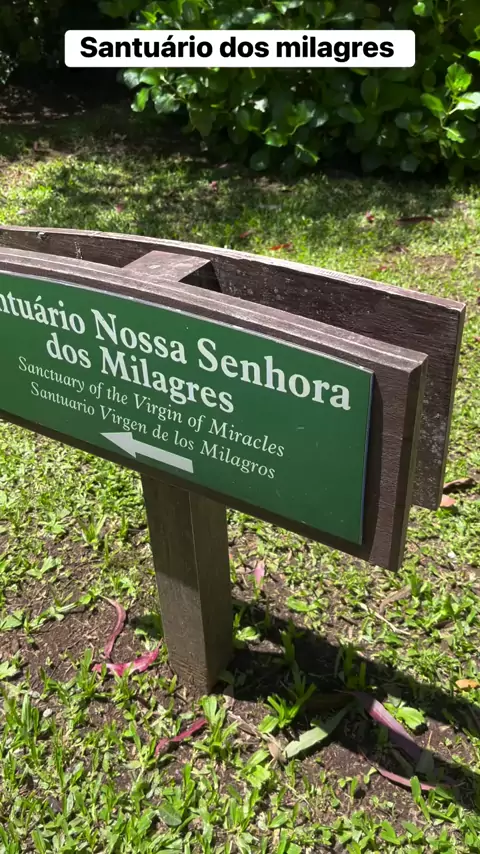 Santuário dos milagres
ntuário Nossa Senhora
dos Milagres
Sanctuary of the Virgin of Miracles
Santuario Virgen de los Milagros